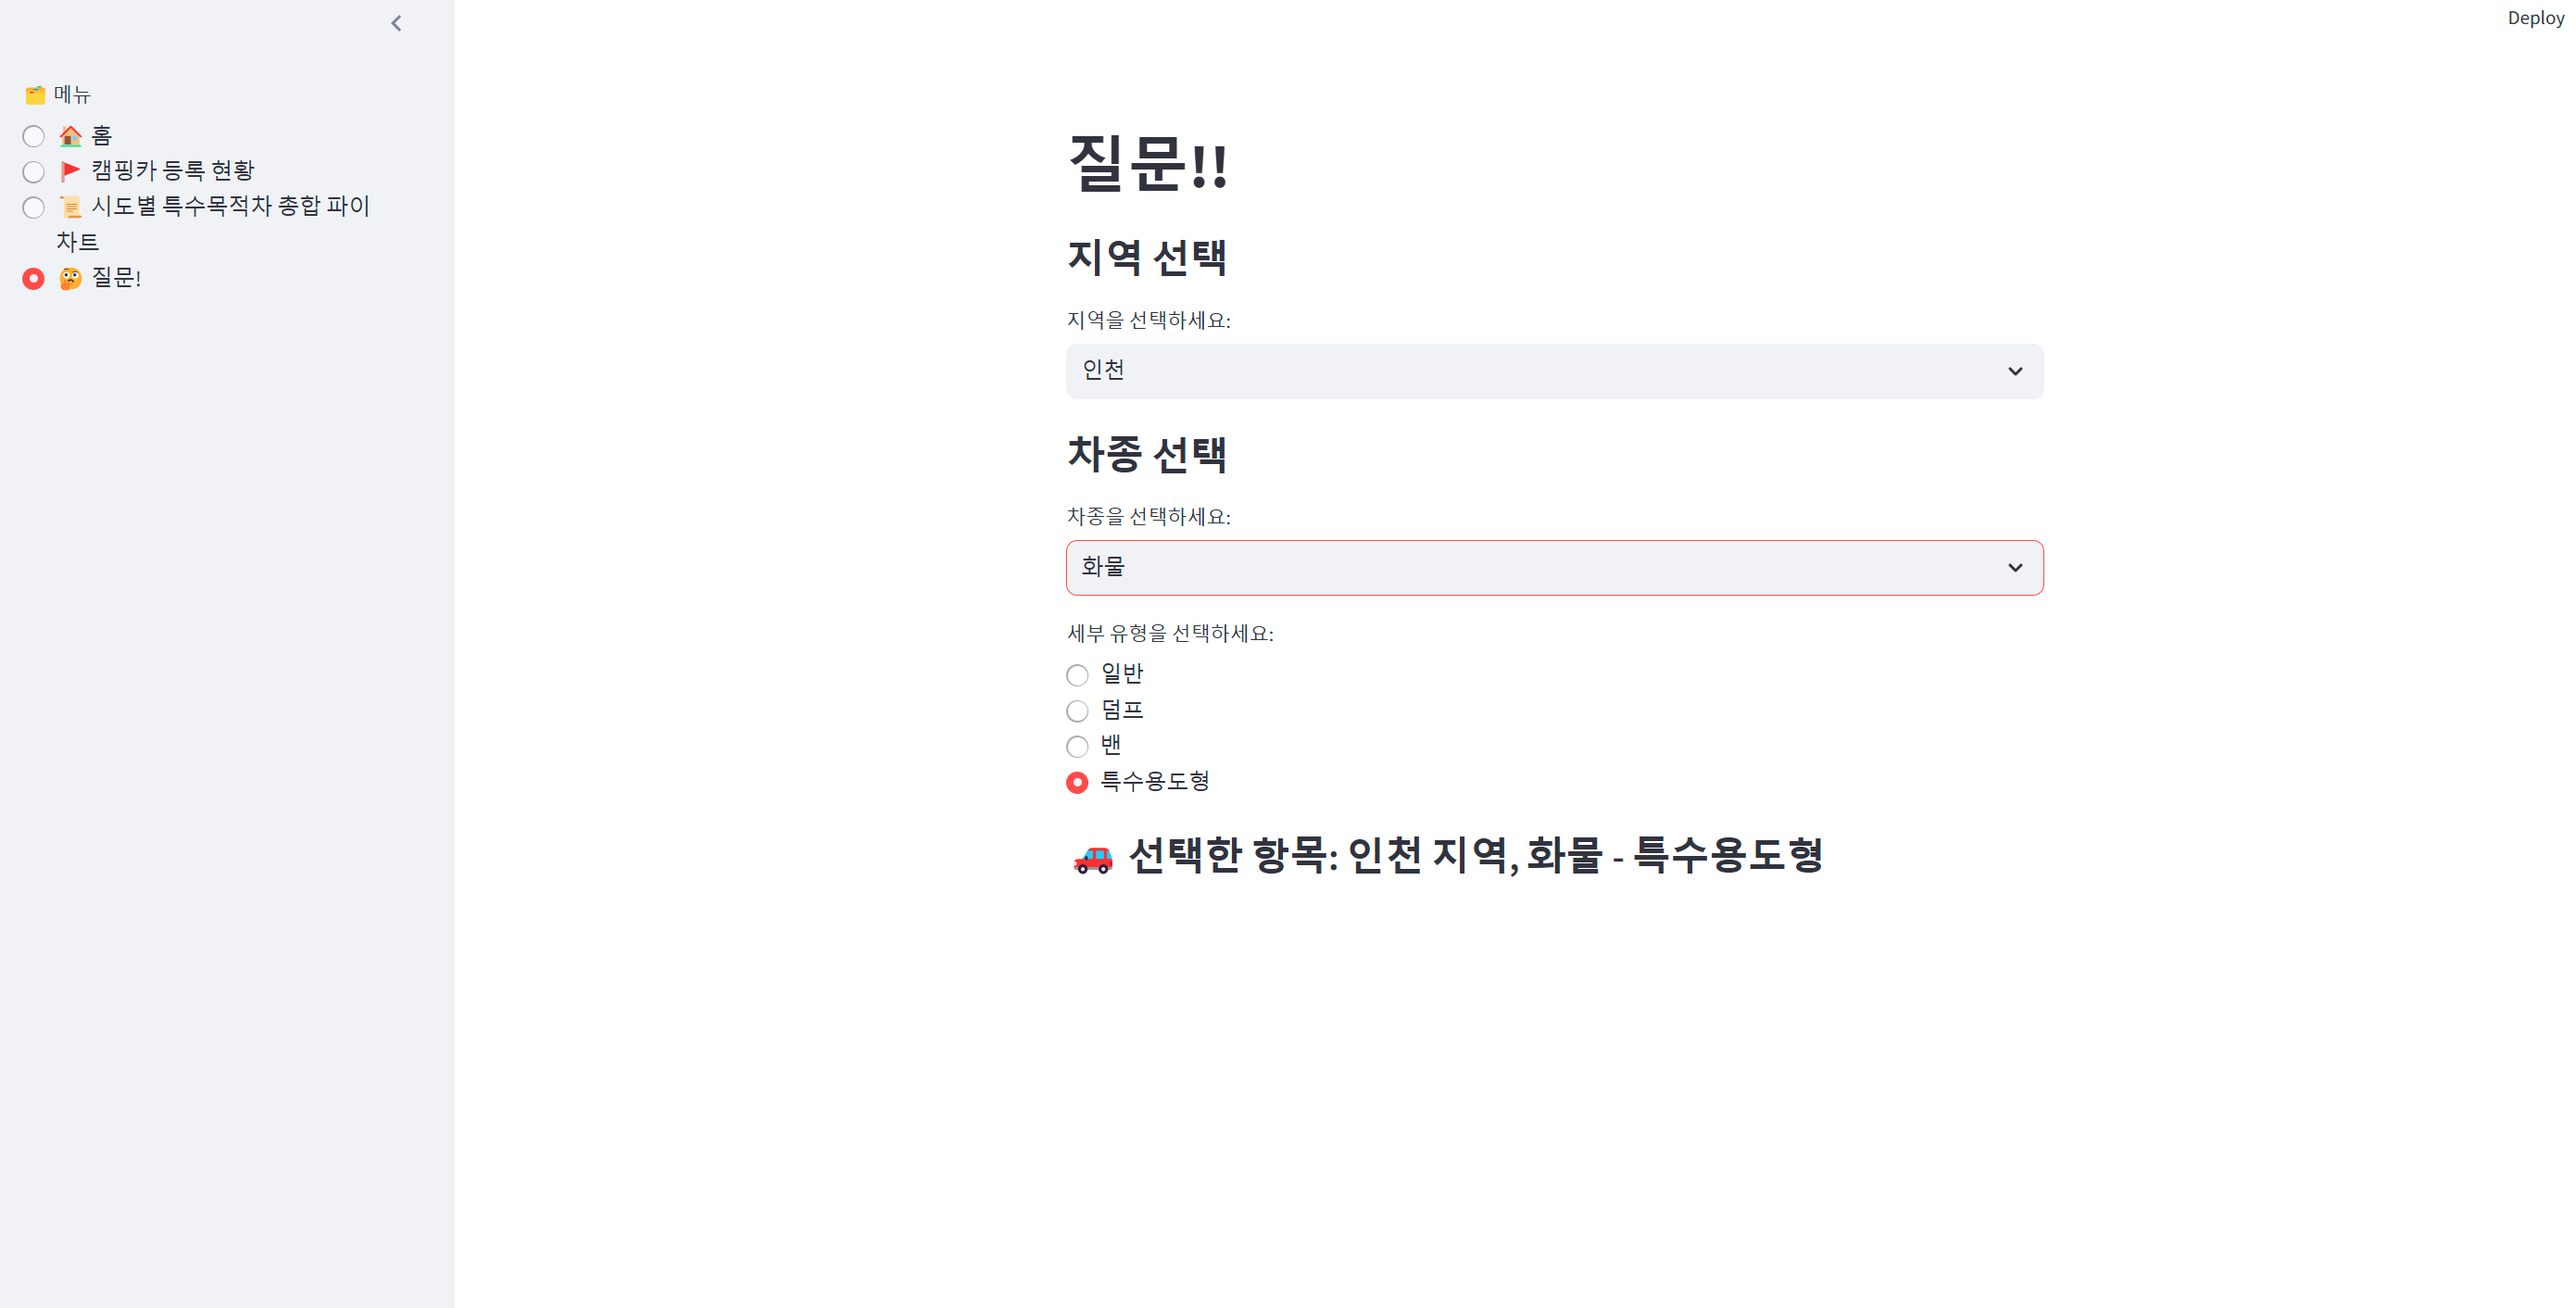 Deploy
🗂️ 메뉴
🏠 홈
🚩 캠핑카 등록 현황
📜 시도별 특수목적차 총합 파이
차트
🤔 질문!
질문!!
지역 선택
지역을 선택하세요:
인천
차종 선택
차종을 선택하세요:
화물
세부 유형을 선택하세요:
일반
덤프
밴
특수용도형
🚗 선택한 항목: 인천 지역, 화물 - 특수용도형